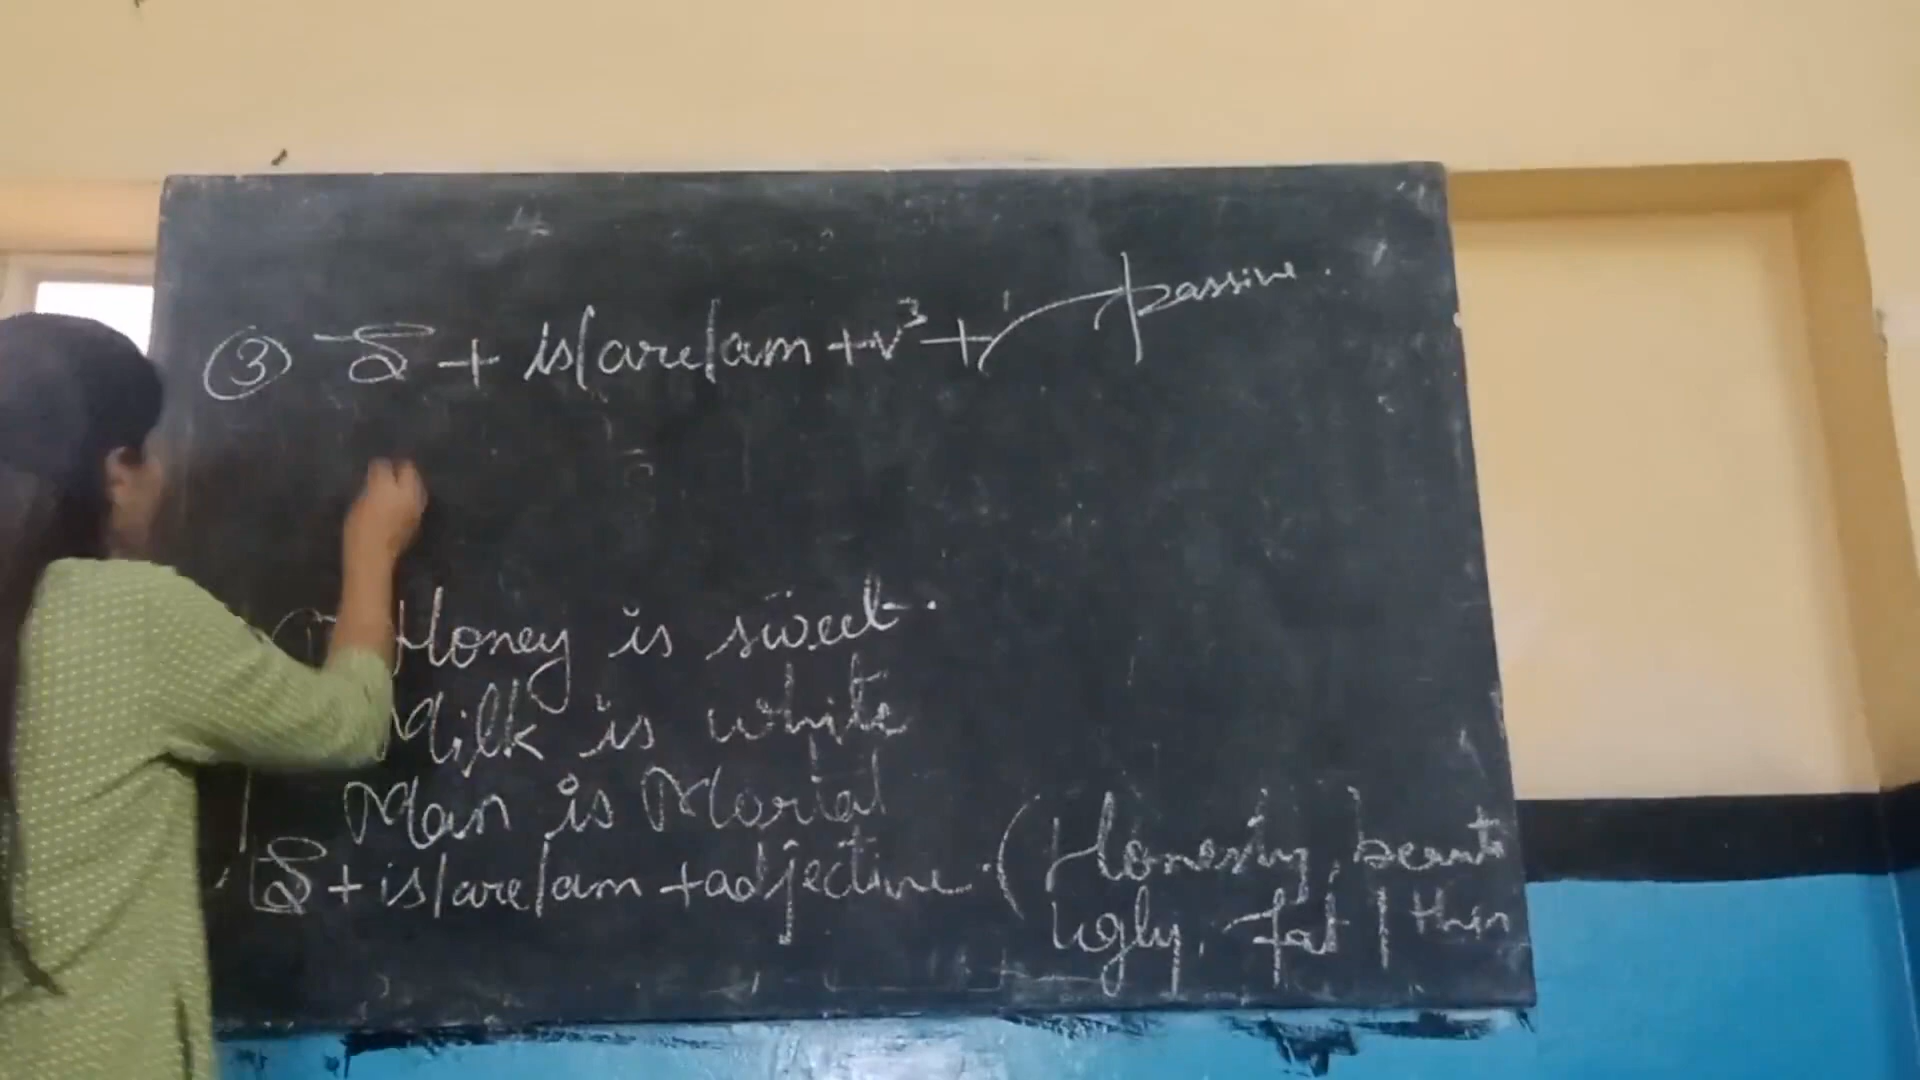 ③ S + is/are/am + v³ + passive.
Honey is sweet.
Milk is white
Man is Mortal
S + is/are/am + adjective. (Honesty, beaut
ugly, fat / thin